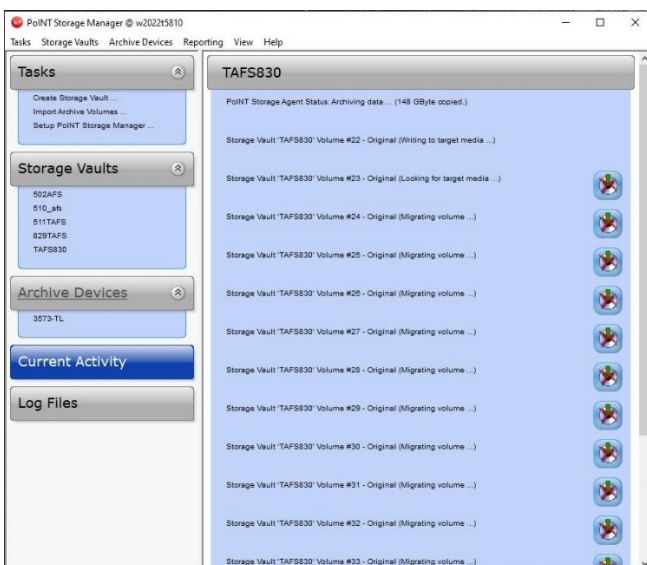 PoINT Storage Manager @ w2022t5810
Tasks Storage Vaults Archive Devices Reporting View Help
Tasks
Create Storage Vault ...
Import Archive Volumes ...
Setup PoINT Storage Manager ...
Storage Vaults
502AFS
510_afs
511TAFS
829TAFS
TAFS830
Archive Devices
3573-TL
Current Activity
Log Files
TAFS830
PoINT Storage Agent Status: Archiving data ... (148 GByte copied.)
Storage Vault 'TAFS830' Volume #22 - Original (Writing to target media ...)
Storage Vault 'TAFS830' Volume #23 - Original (Looking for target media ...)
Storage Vault 'TAFS830' Volume #24 - Original (Migrating volume ...)
Storage Vault 'TAFS830' Volume #25 - Original (Migrating volume ...)
Storage Vault 'TAFS830' Volume #26 - Original (Migrating volume ...)
Storage Vault 'TAFS830' Volume #27 - Original (Migrating volume ...)
Storage Vault 'TAFS830' Volume #28 - Original (Migrating volume ...)
Storage Vault 'TAFS830' Volume #29 - Original (Migrating volume ...)
Storage Vault 'TAFS830' Volume #30 - Original (Migrating volume ...)
Storage Vault 'TAFS830' Volume #31 - Original (Migrating volume ...)
Storage Vault 'TAFS830' Volume #32 - Original (Migrating volume ...)
Storage Vault 'TAFS830' Volume #33 - Original (Migrating volume ...)